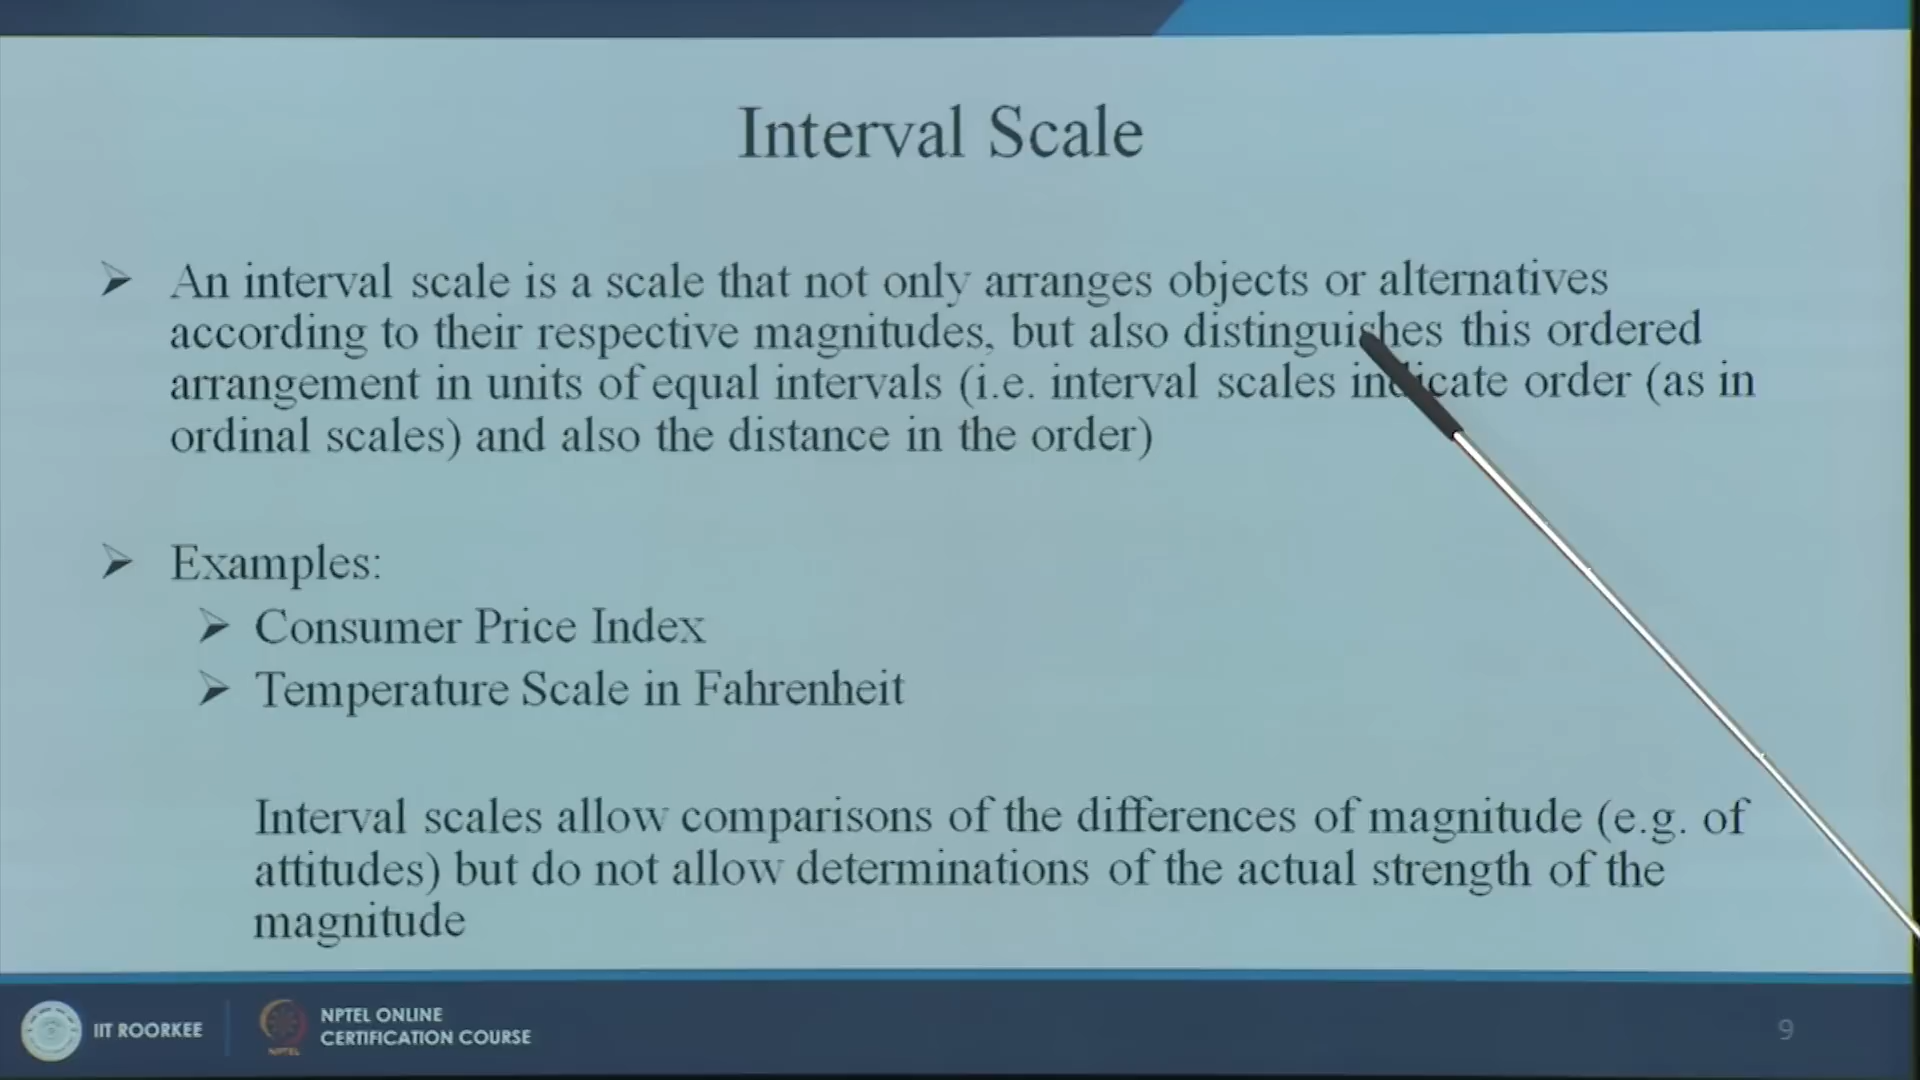 Interval Scale
➢ An interval scale is a scale that not only arranges objects or alternatives
according to their respective magnitudes, but also distinguishes this ordered
arrangement in units of equal intervals (i.e. interval scales indicate order (as in
ordinal scales) and also the distance in the order)
➢ Examples:
➢ Consumer Price Index
➢ Temperature Scale in Fahrenheit
Interval scales allow comparisons of the differences of magnitude (e.g. of
attitudes) but do not allow determinations of the actual strength of the
magnitude
IIT ROORKEE
NPTEL
NPTEL ONLINE
CERTIFICATION COURSE
9